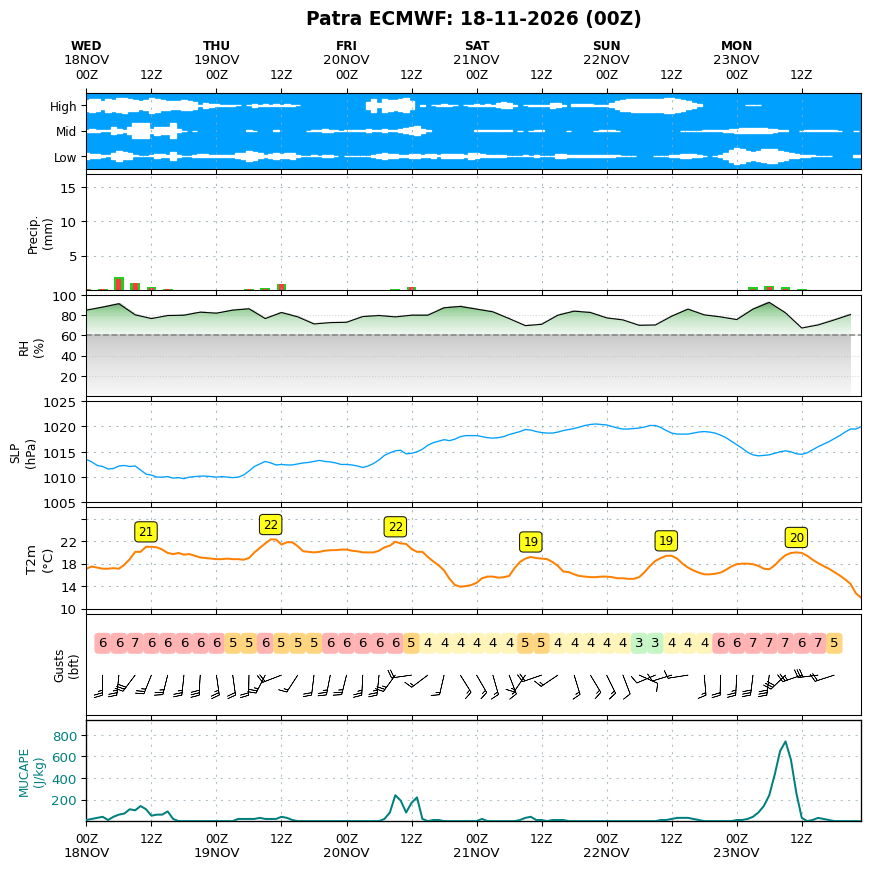 Patra ECMWF: 18-11-2026 (00Z)
WED THU FRI SAT SUN MON
18NOV 19NOV 20NOV 21NOV 22NOV 23NOV
00Z 12Z 00Z 12Z 00Z 12Z 00Z 12Z 00Z 12Z 00Z 12Z
High
Mid
Low
Precip.
(mm)
15
10
5
RH
(%)
100
80
60
40
20
SLP
(hPa)
1025
1020
1015
1010
1005
T2m
(°C)
22
18
14
10
21 22 22 19 19 20
Gusts
(bft)
6 6 7 6 6 6 6 6 5 5 6 5 5 5 6 6 6 6 6 5 4 4 4 4 4 4 5 5 4 4 4 4 4 3 3 4 4 4 6 6 7 7 7 6 7 5
MUCAPE
(J/kg)
800
600
400
200
00Z 12Z 00Z 12Z 00Z 12Z 00Z 12Z 00Z 12Z 00Z 12Z
18NOV 19NOV 20NOV 21NOV 22NOV 23NOV